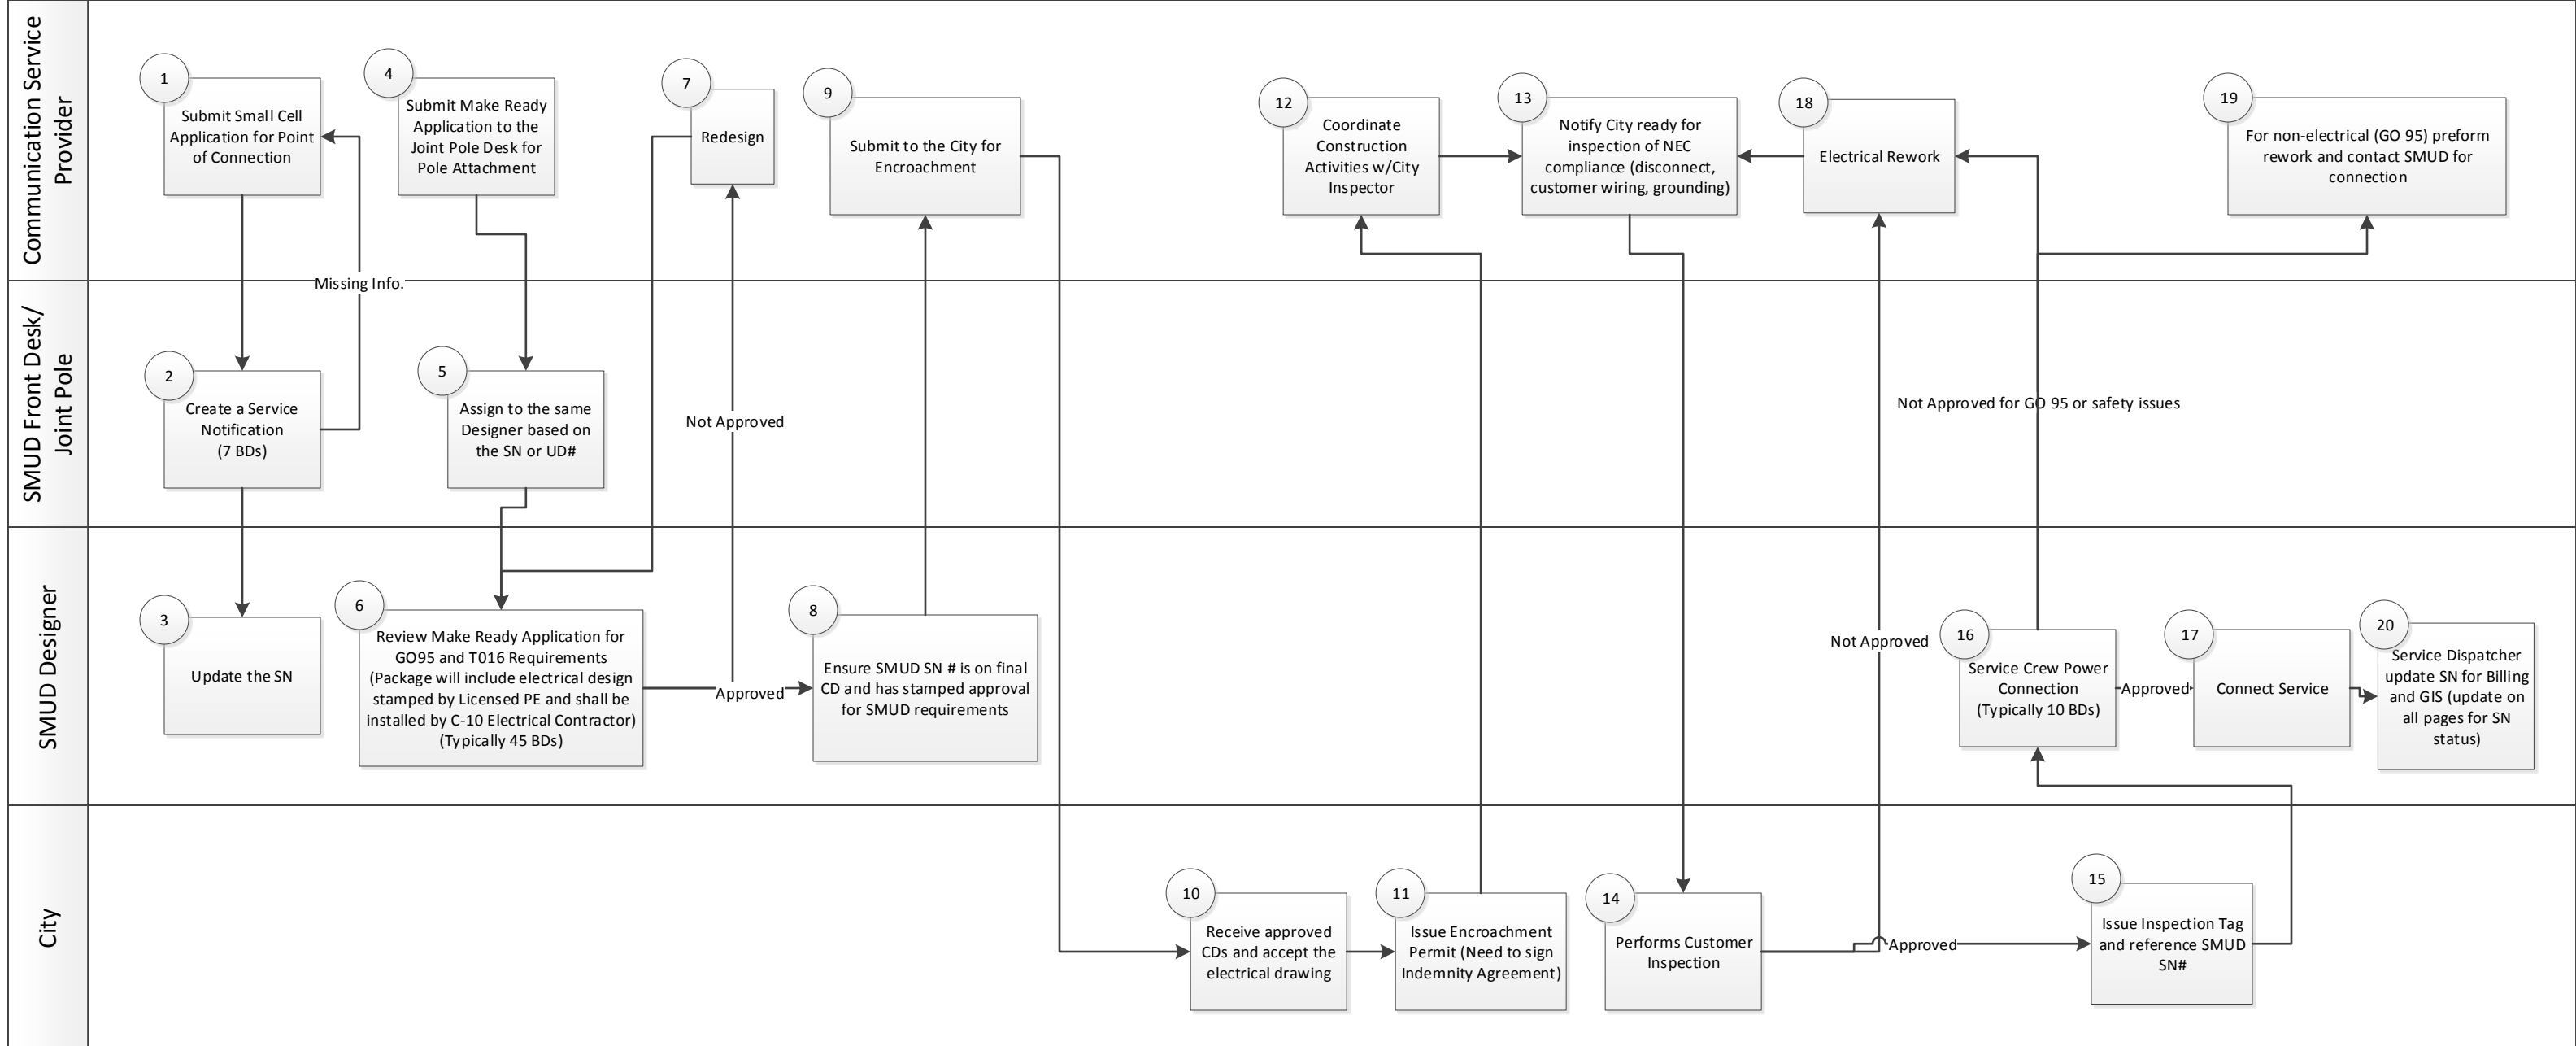 Communication Service
Provider
1
Submit Small Cell
Application for Point
of Connection
4
Submit Make Ready
Application to the
Joint Pole Desk for
Pole Attachment
7
Redesign
9
Submit to the City for
Encroachment
12
Coordinate
Construction
Activities w/City
Inspector
13
Notify City ready for
inspection of NEC
compliance (disconnect,
customer wiring, grounding)
18
Electrical Rework
19
For non-electrical (GO 95) preform
rework and contact SMUD for
connection
Missing Info.
SMUD Front Desk/
Joint Pole
2
Create a Service
Notification
(7 BDs)
5
Assign to the same
Designer based on
the SN or UD#
Not Approved
Not Approved for GO 95 or safety issues
SMUD Designer
3
Update the SN
6
Review Make Ready Application for
GO95 and T016 Requirements
(Package will include electrical design
stamped by Licensed PE and shall be
installed by C-10 Electrical Contractor)
(Typically 45 BDs)
Approved
8
Ensure SMUD SN # is on final
CD and has stamped approval
for SMUD requirements
Not Approved
16
Service Crew Power
Connection
(Typically 10 BDs)
Approved
17
Connect Service
20
Service Dispatcher
update SN for Billing
and GIS (update on
all pages for SN
status)
City
10
Receive approved
CDs and accept the
electrical drawing
11
Issue Encroachment
Permit (Need to sign
Indemnity Agreement)
14
Performs Customer
Inspection
Approved
15
Issue Inspection Tag
and reference SMUD
SN#